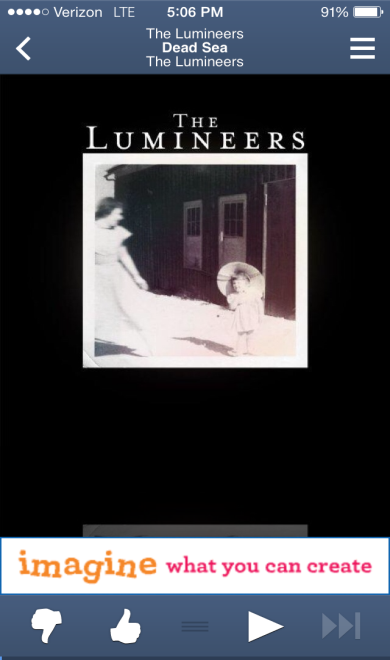 Verizon LTE 5:06 PM 91%
The Lumineers
Dead Sea
The Lumineers
THE
LUMINEERS
imagine what you can create